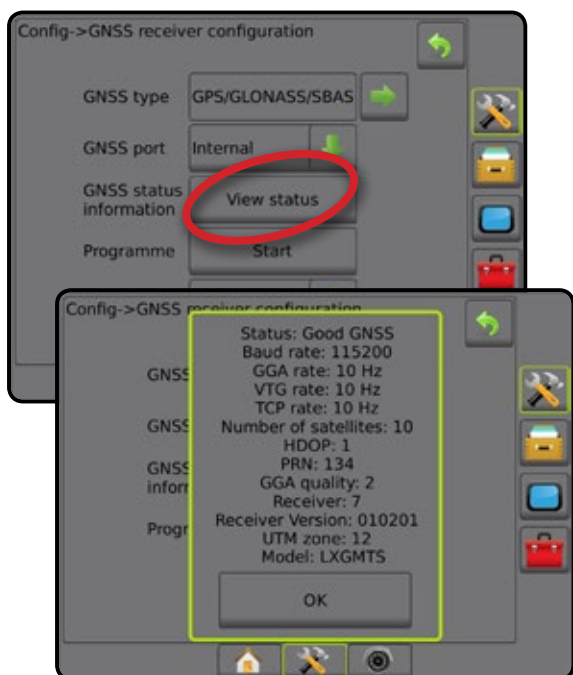 Config->GNSS receiver configuration
GNSS type GPS/GLONASS/SBAS
GNSS port Internal
GNSS status information View status
Programme Start
Config->GNSS receiver configuration
Status: Good GNSS
Baud rate: 115200
GGA rate: 10 Hz
VTG rate: 10 Hz
TCP rate: 10 Hz
Number of satellites: 10
HDOP: 1
PRN: 134
GGA quality: 2
Receiver: 7
Receiver Version: 010201
UTM zone: 12
Model: LXGMTS
OK